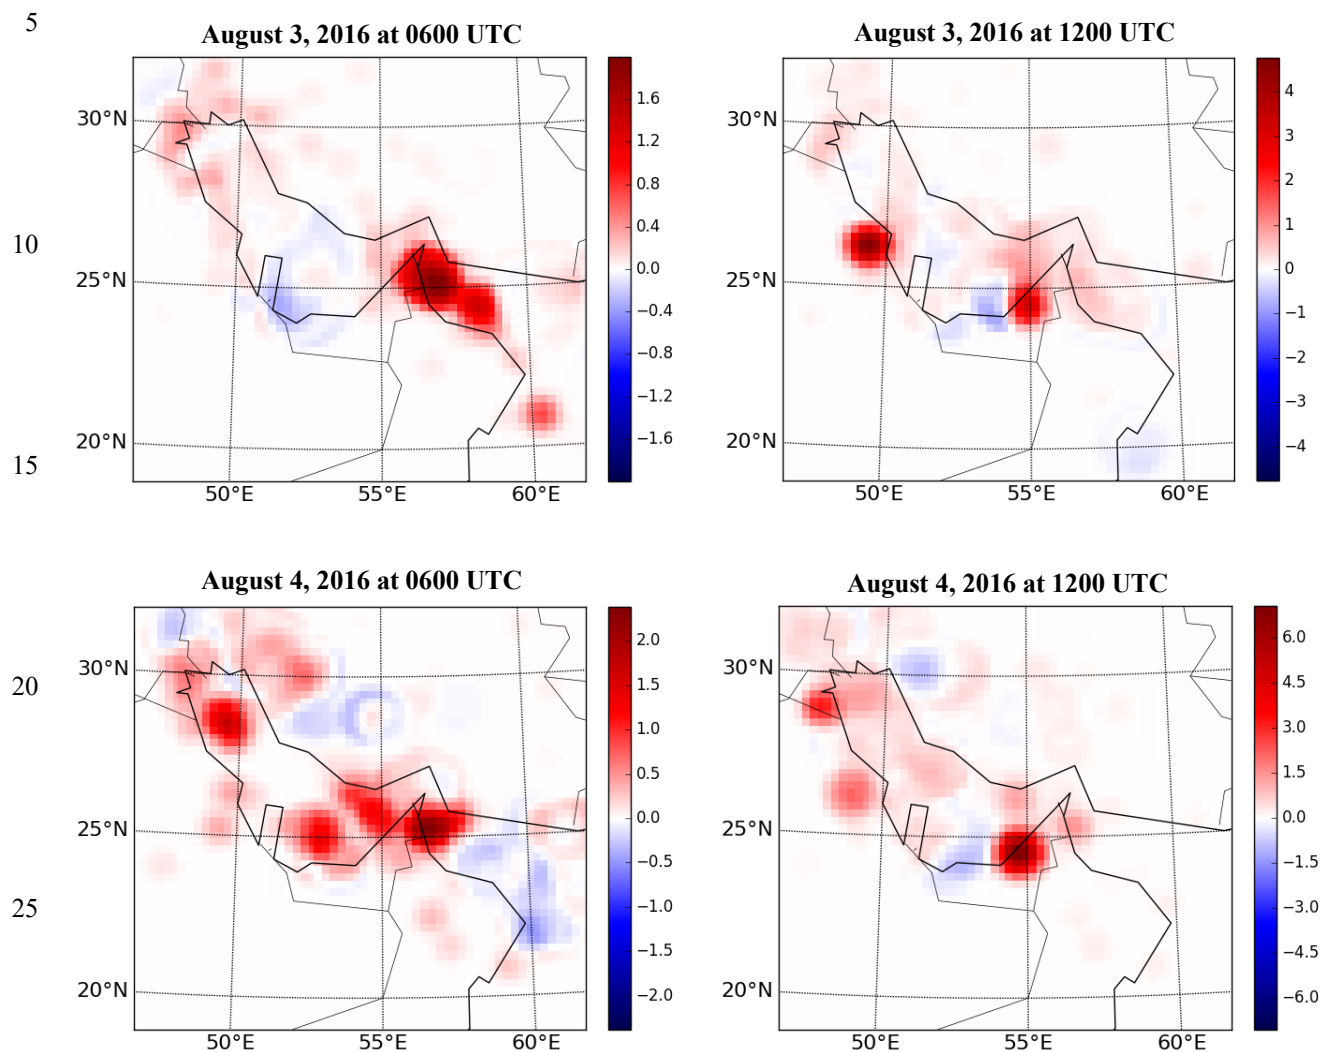 5
August 3, 2016 at 0600 UTC
August 3, 2016 at 1200 UTC
30°N
25°N
20°N
50°E 55°E 60°E
1.6
1.2
0.8
0.4
0.0
−0.4
−0.8
−1.2
−1.6
30°N
25°N
20°N
50°E 55°E 60°E
4
3
2
1
0
−1
−2
−3
−4
10
15
August 4, 2016 at 0600 UTC
August 4, 2016 at 1200 UTC
30°N
25°N
20°N
50°E 55°E 60°E
2.0
1.5
1.0
0.5
0.0
−0.5
−1.0
−1.5
−2.0
30°N
25°N
20°N
50°E 55°E 60°E
6.0
4.5
3.0
1.5
0.0
−1.5
−3.0
−4.5
−6.0
20
25